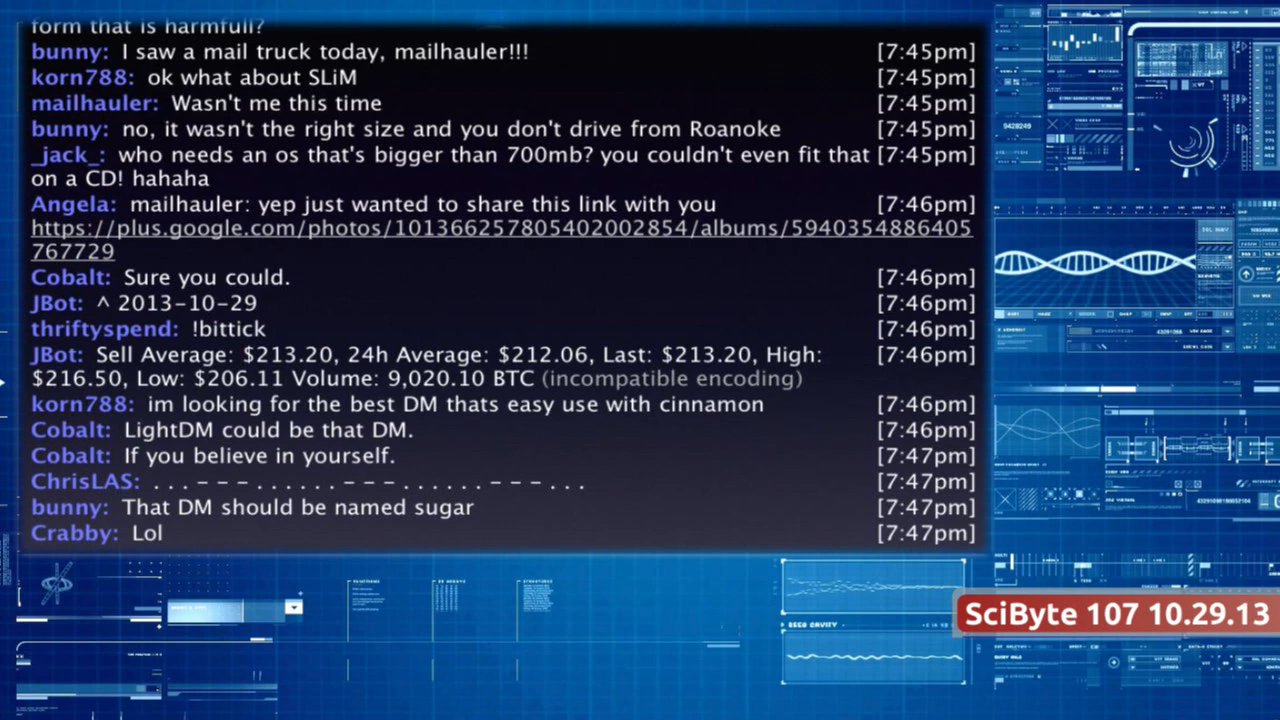 form that is harmfull?
bunny: I saw a mail truck today, mailhauler!!! [7:45pm]
korn788: ok what about SLiM [7:45pm]
mailhauler: Wasn't me this time [7:45pm]
bunny: no, it wasn't the right size and you don't drive from Roanoke [7:45pm]
_jack_: who needs an os that's bigger than 700mb? you couldn't even fit that [7:45pm]
on a CD! hahaha
Angela: mailhauler: yep just wanted to share this link with you [7:46pm]
https://plus.google.com/photos/101366257805402002854/albums/5940354886405
767729
Cobalt: Sure you could. [7:46pm]
JBot: ^ 2013-10-29 [7:46pm]
thriftyspend: !bittick [7:46pm]
JBot: Sell Average: $213.20, 24h Average: $212.06, Last: $213.20, High: [7:46pm]
$216.50, Low: $206.11 Volume: 9,020.10 BTC (incompatible encoding)
korn788: im looking for the best DM thats easy use with cinnamon [7:46pm]
Cobalt: LightDM could be that DM. [7:46pm]
Cobalt: If you believe in yourself. [7:47pm]
ChrisLAS: . . . - - - . . . . . . - - - . . . . . . - - - . . . [7:47pm]
bunny: That DM should be named sugar [7:47pm]
Crabby: Lol [7:47pm]
SciByte 107 10.29.13